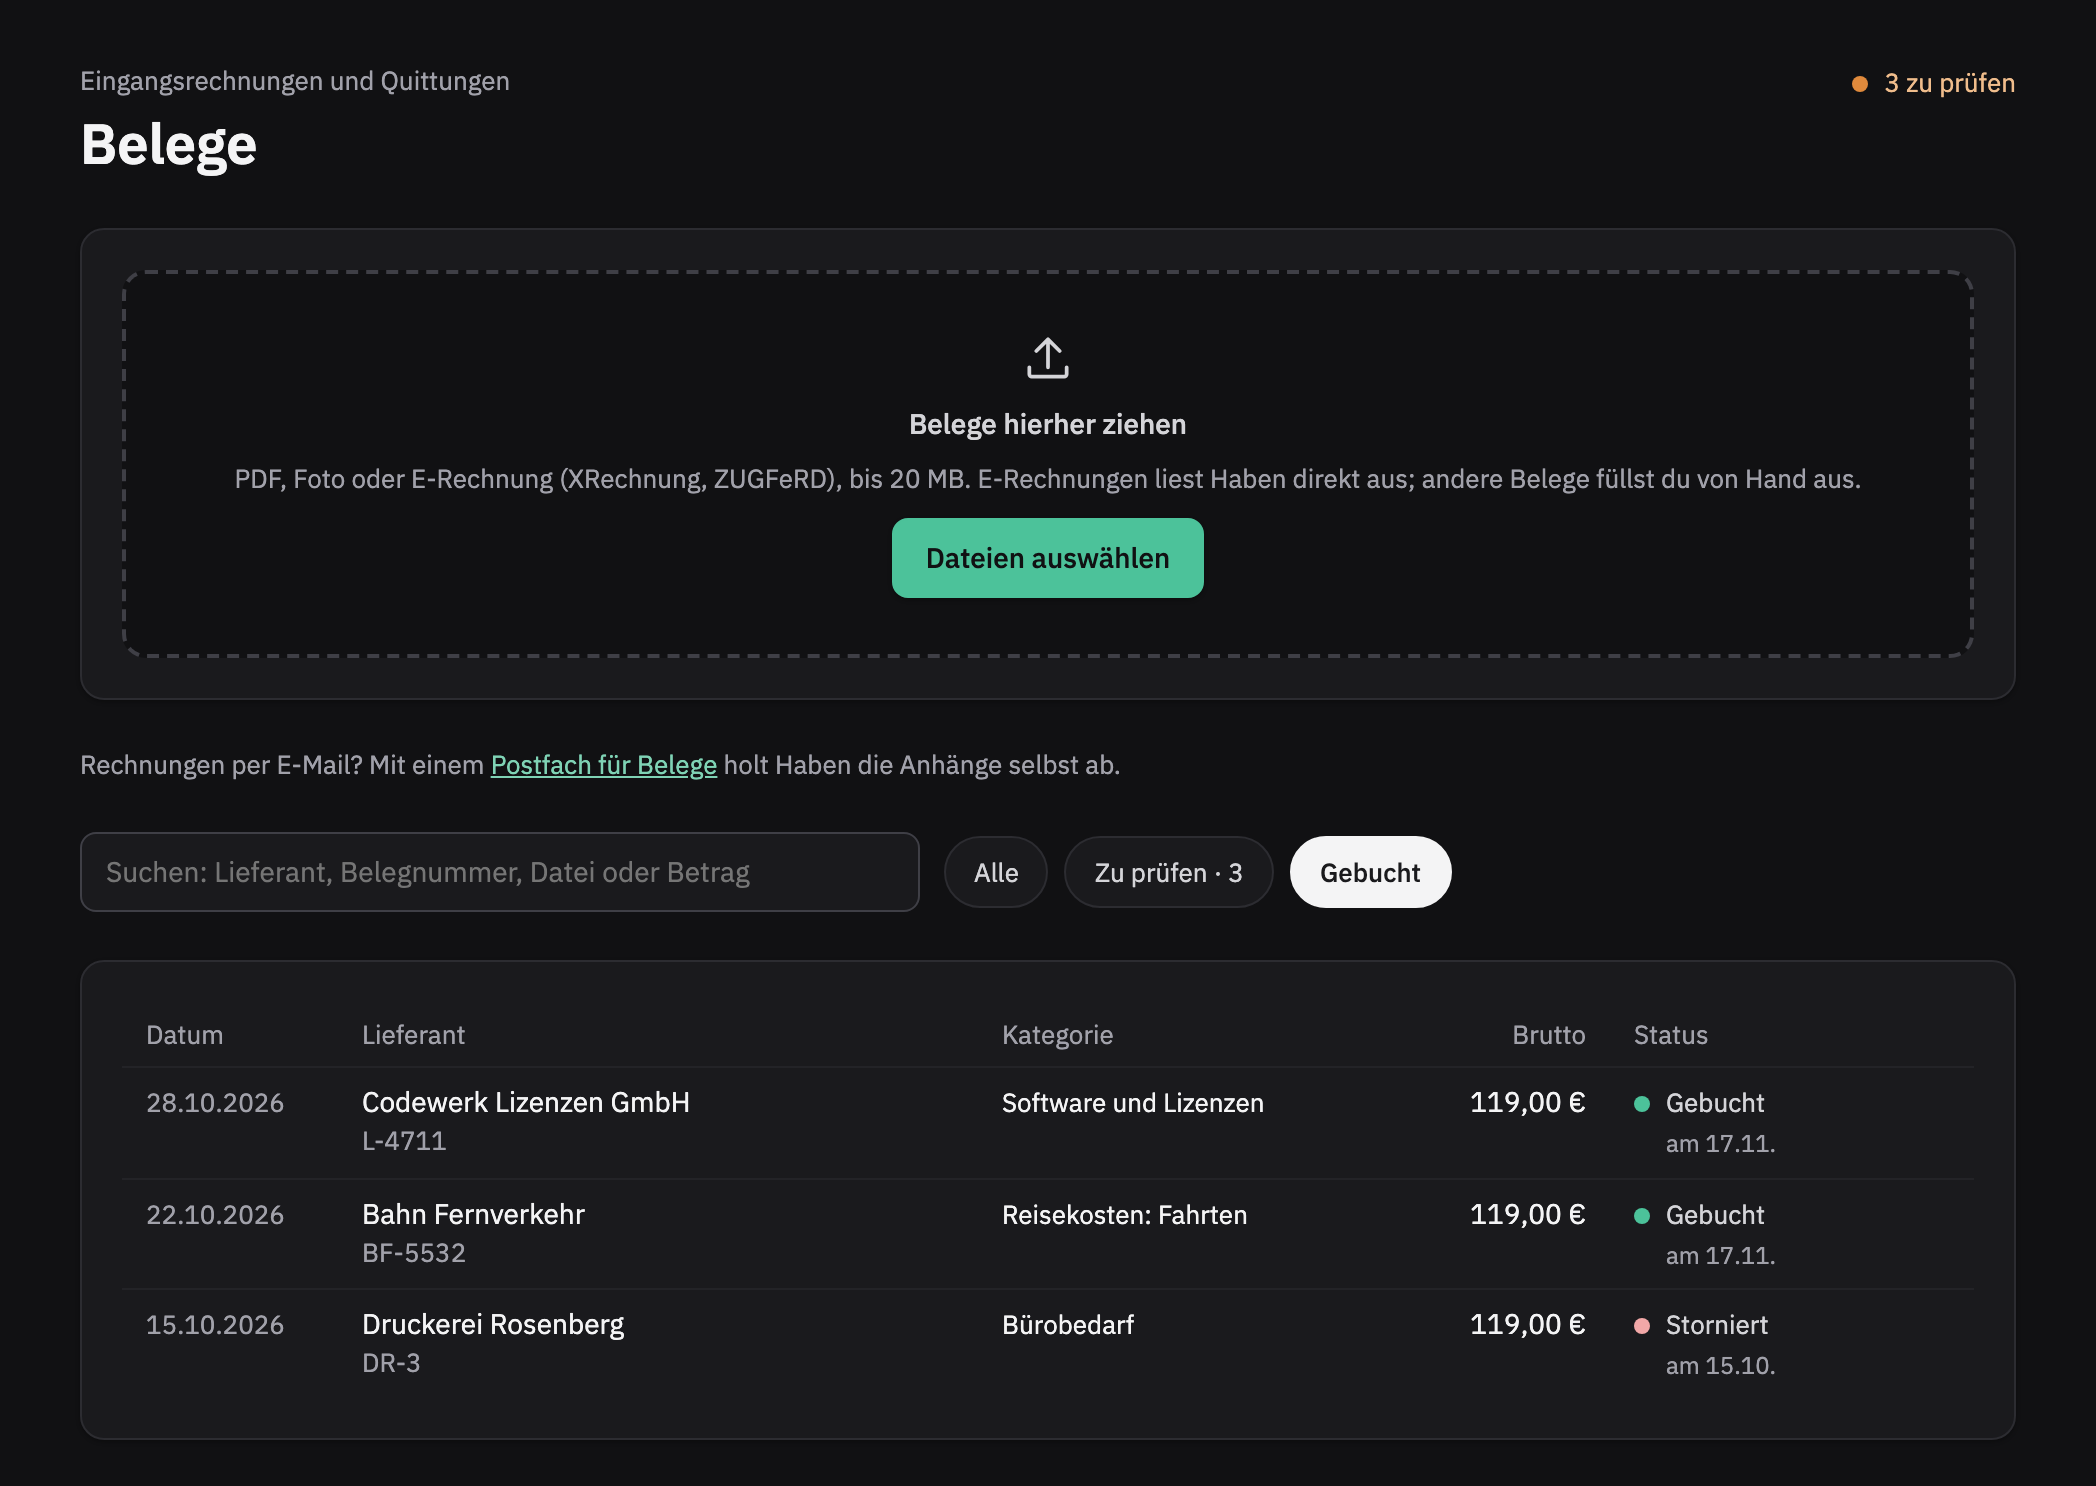 Eingangsrechnungen und Quittungen
3 zu prüfen
Belege
Belege hierher ziehen
PDF, Foto oder E-Rechnung (XRechnung, ZUGFeRD), bis 20 MB. E-Rechnungen liest Haben direkt aus; andere Belege füllst du von Hand aus.
Dateien auswählen
Rechnungen per E-Mail? Mit einem Postfach für Belege holt Haben die Anhänge selbst ab.
Suchen: Lieferant, Belegnummer, Datei oder Betrag
Alle
Zu prüfen · 3
Gebucht
Datum Lieferant Kategorie Brutto Status
28.10.2026 Codewerk Lizenzen GmbH Software und Lizenzen 119,00 € Gebucht
L-4711 am 17.11.
22.10.2026 Bahn Fernverkehr Reisekosten: Fahrten 119,00 € Gebucht
BF-5532 am 17.11.
15.10.2026 Druckerei Rosenberg Bürobedarf 119,00 € Storniert
DR-3 am 15.10.